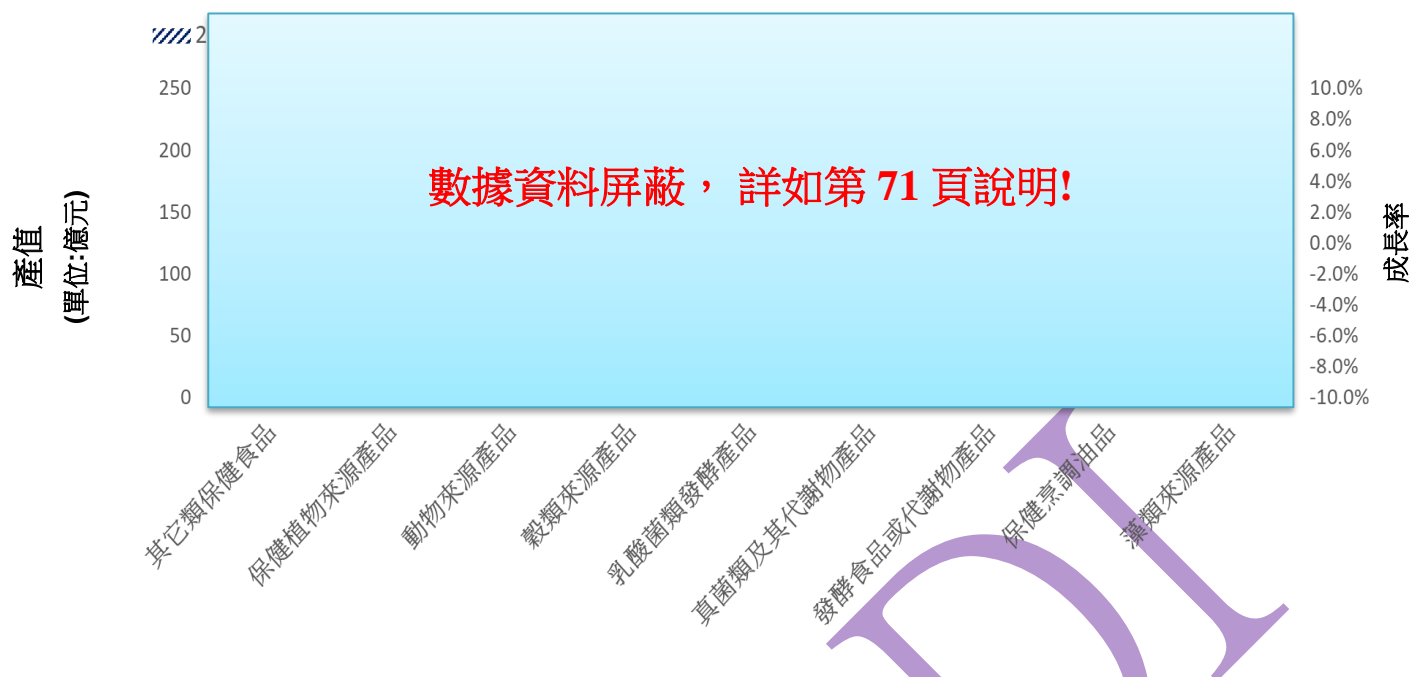 2
250
200
150
100
50
0
產值
(單位:億元)
數據資料屏蔽， 詳如第 71 頁說明!
10.0%
8.0%
6.0%
4.0%
2.0%
0.0%
-2.0%
-4.0%
-6.0%
-8.0%
-10.0%
成長率
其它類保健食品
保健植物來源產品
動物來源產品
穀類來源產品
乳酸菌類發酵產品
真菌類及其代謝物產品
發酵食品或代謝物產品
保健烹調油品
藻類來源產品
DI